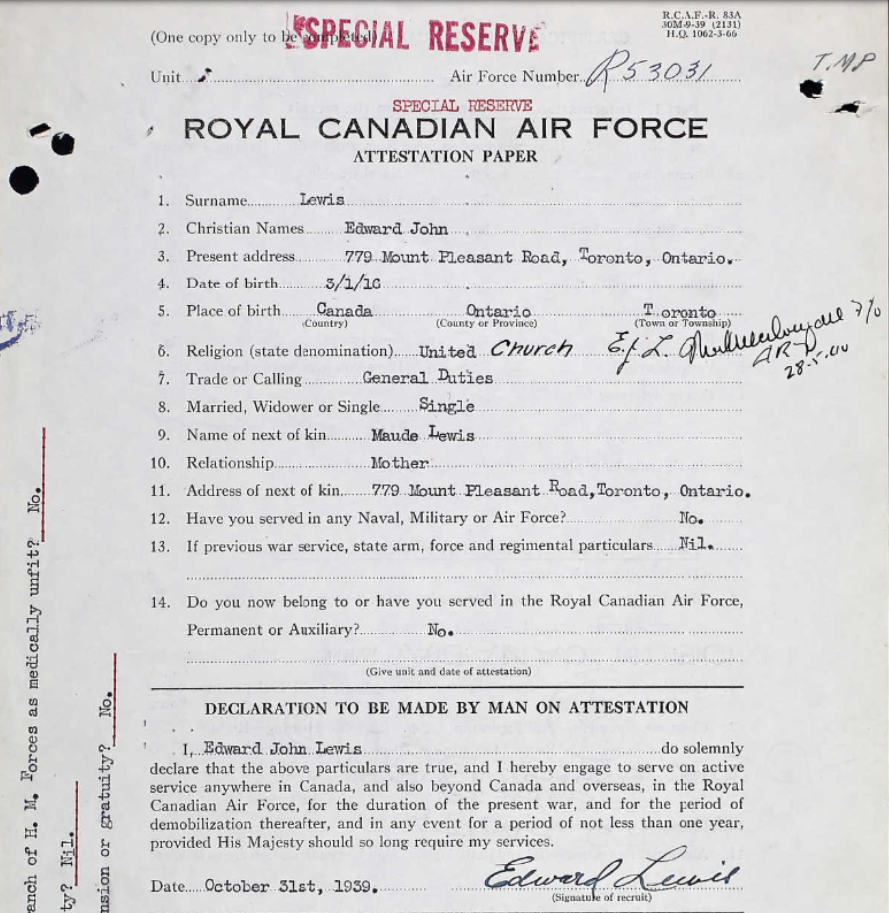 SPECIAL RESERVE
R.C.A.F.-R. 83A
30M-9-39 (2131)
H.Q. 1062-3-66
(One copy only to be completed)
Unit Air Force Number R53031
T.MP
SPECIAL RESERVE
ROYAL CANADIAN AIR FORCE
ATTESTATION PAPER
1. Surname Lewis
2. Christian Names Edward John
3. Present address 779 Mount Pleasant Road, Toronto, Ontario.
4. Date of birth 3/1/10
5. Place of birth Canada Ontario Toronto
(Country) (County or Province) (Town or Township)
6. Religion (state denomination) United Church E.J.L.
28-5-40
7. Trade or Calling General Duties
8. Married, Widower or Single Single
9. Name of next of kin Maude Lewis
10. Relationship Mother
11. Address of next of kin 779 Mount Pleasant Road, Toronto, Ontario.
12. Have you served in any Naval, Military or Air Force? No.
13. If previous war service, state arm, force and regimental particulars Nil.
14. Do you now belong to or have you served in the Royal Canadian Air Force,
Permanent or Auxiliary? No.
(Give unit and date of attestation)
DECLARATION TO BE MADE BY MAN ON ATTESTATION
I, Edward John Lewis do solemnly
declare that the above particulars are true, and I hereby engage to serve on active
service anywhere in Canada, and also beyond Canada and overseas, in the Royal
Canadian Air Force, for the duration of the present war, and for the period of
demobilization thereafter, and in any event for a period of not less than one year,
provided His Majesty should so long require my services.
Date October 31st, 1939. Edward Lewis
(Signature of recruit)
anch of H. M. Forces as medically unfit? No.
ty? Nil.
nsion or gratuity? No.